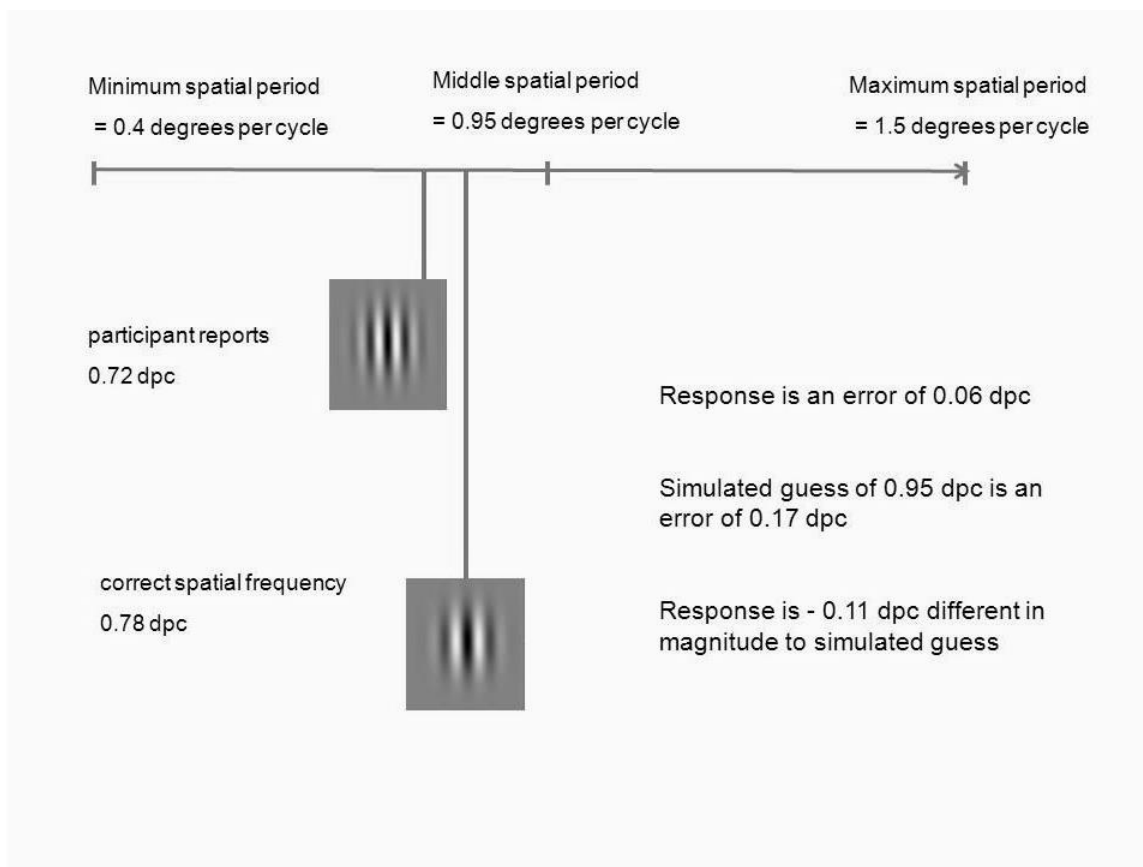 Minimum spatial period
= 0.4 degrees per cycle
Middle spatial period
= 0.95 degrees per cycle
Maximum spatial period
= 1.5 degrees per cycle
participant reports
0.72 dpc
Response is an error of 0.06 dpc
Simulated guess of 0.95 dpc is an
error of 0.17 dpc
correct spatial frequency
0.78 dpc
Response is - 0.11 dpc different in
magnitude to simulated guess